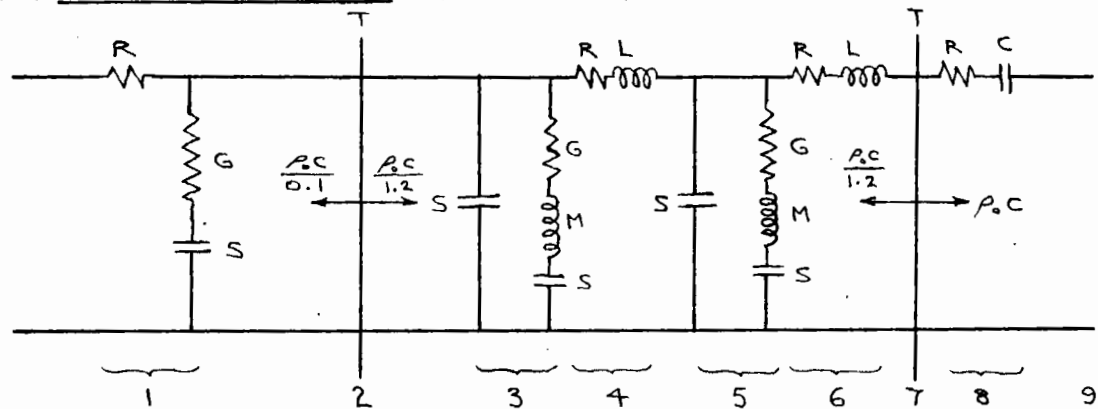 T T
R R L R L R C
G G G
ρ₀C/0.1 ρ₀C/1.2 ρ₀C/1.2 ρ₀C
S S
M M
S S S
1 2 3 4 5 6 7 8 9